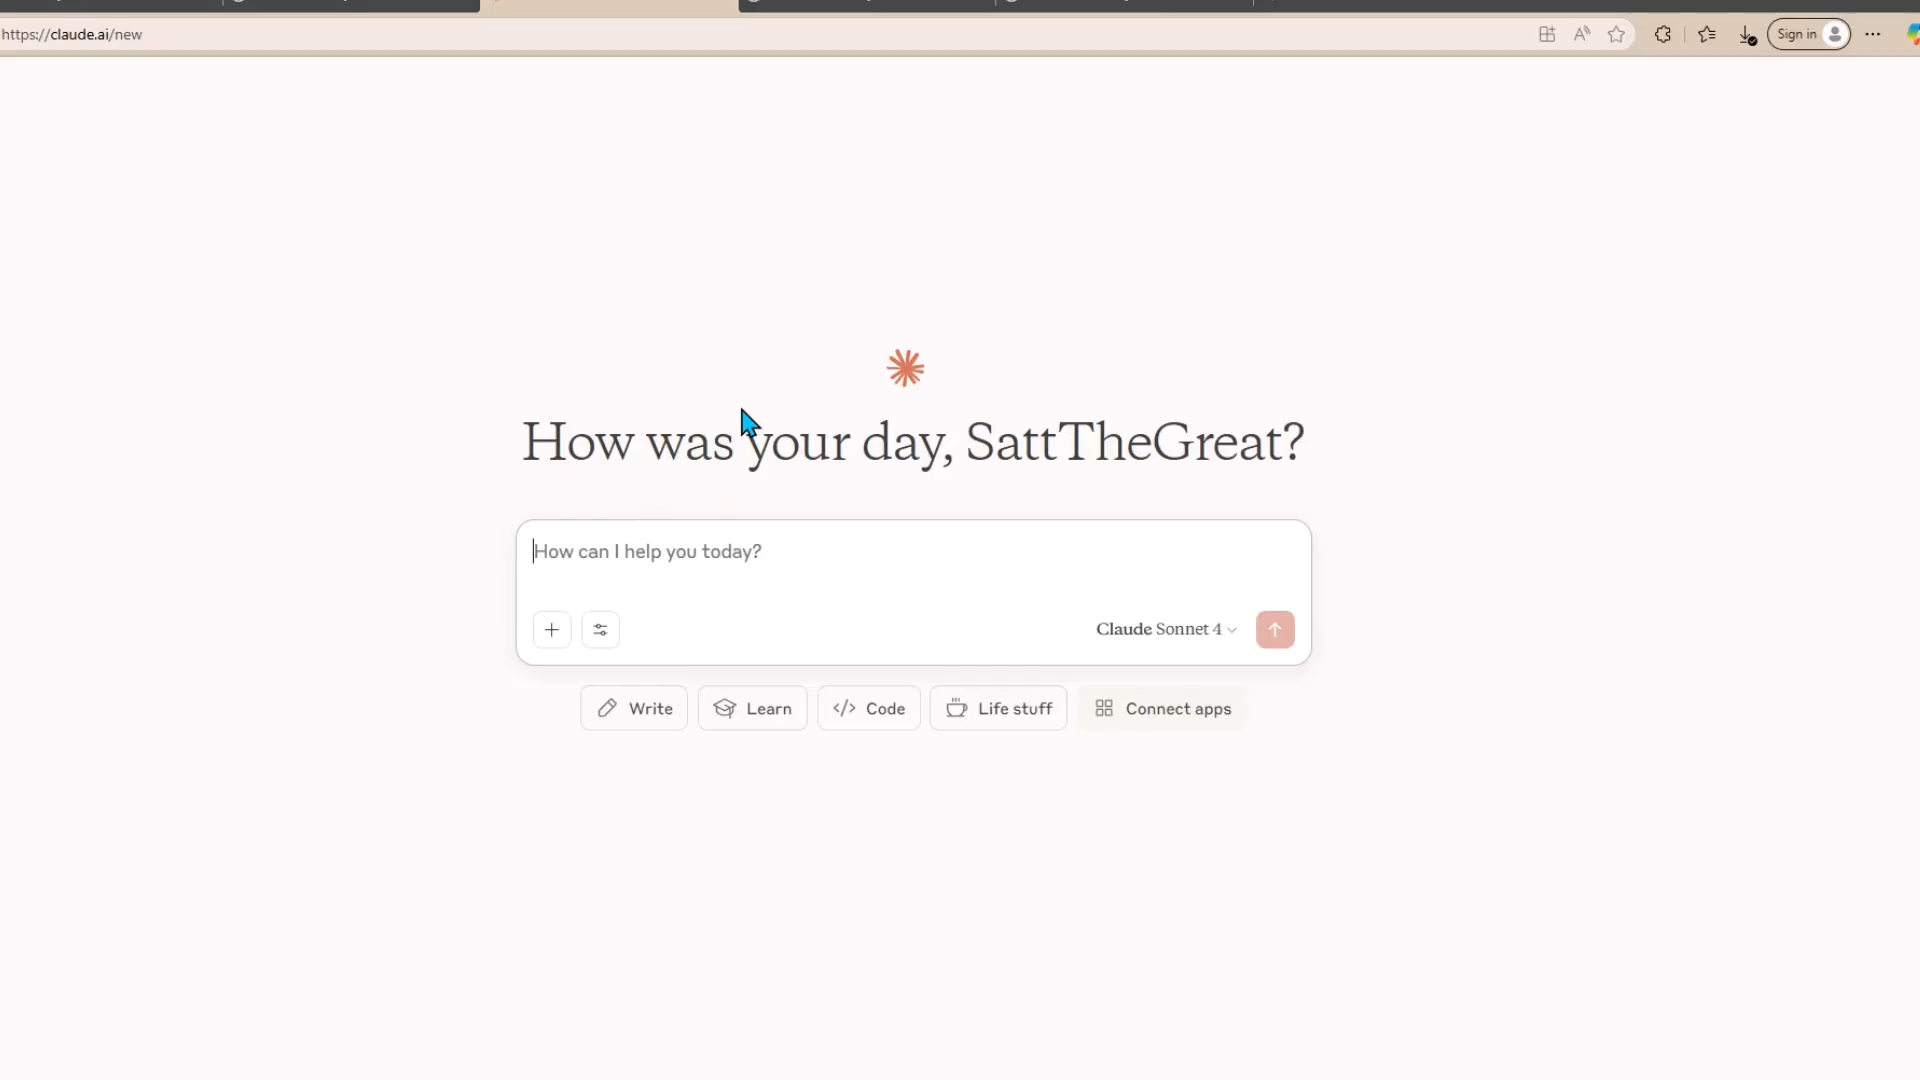 https://claude.ai/new
Sign in
How was your day, SattTheGreat?
How can I help you today?
Claude Sonnet 4
Write
Learn
Code
Life stuff
Connect apps